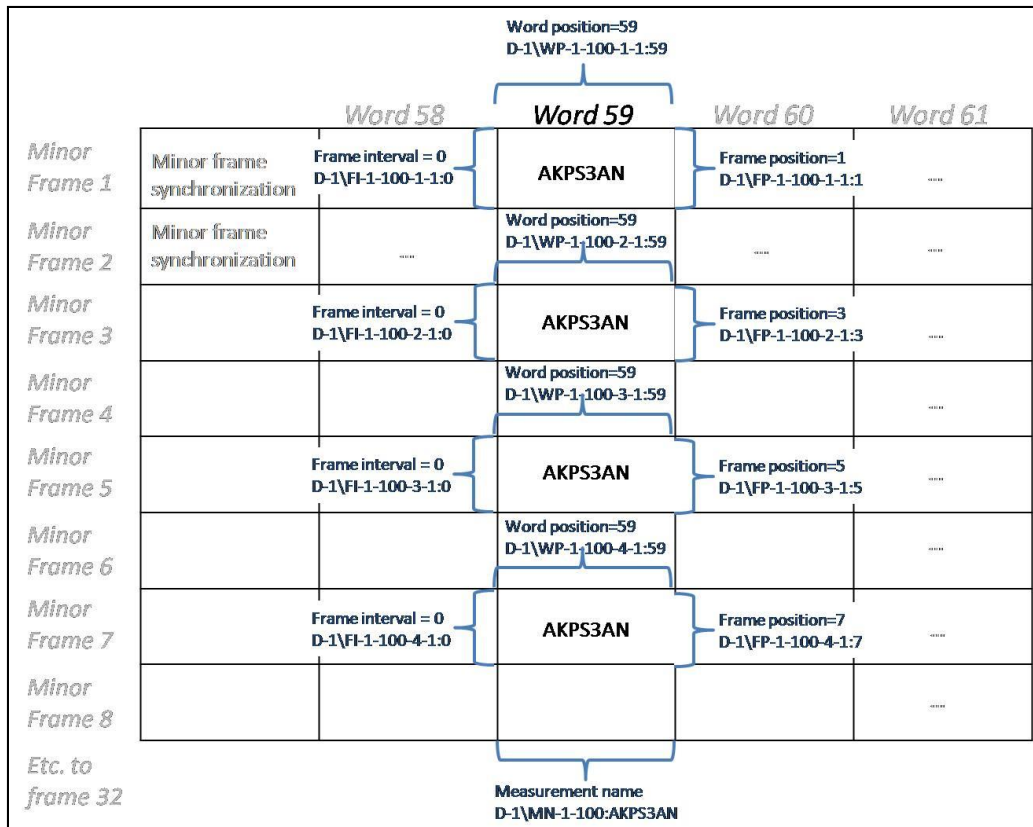 Word position=59
D-1\WP-1-100-1-1:59
Word 58 Word 59 Word 60 Word 61
Minor
Frame 1
Minor frame
synchronization
Frame interval = 0
D-1\FI-1-100-1-1:0
AKPS3AN
Frame position=1
D-1\FP-1-100-1-1:1
....
Minor
Frame 2
Minor frame
synchronization
....
Word position=59
D-1\WP-1-100-2-1:59
....
....
Minor
Frame 3
Frame interval = 0
D-1\FI-1-100-2-1:0
AKPS3AN
Frame position=3
D-1\FP-1-100-2-1:3
....
Minor
Frame 4
Word position=59
D-1\WP-1-100-3-1:59
....
Minor
Frame 5
Frame interval = 0
D-1\FI-1-100-3-1:0
AKPS3AN
Frame position=5
D-1\FP-1-100-3-1:5
....
Minor
Frame 6
Word position=59
D-1\WP-1-100-4-1:59
....
Minor
Frame 7
Frame interval = 0
D-1\FI-1-100-4-1:0
AKPS3AN
Frame position=7
D-1\FP-1-100-4-1:7
....
Minor
Frame 8
....
Etc. to
frame 32
Measurement name
D-1\MN-1-100:AKPS3AN